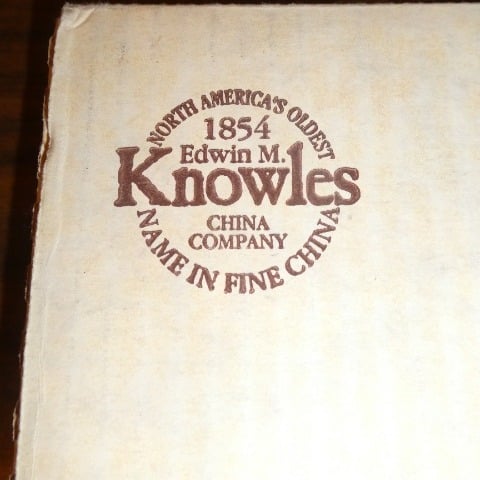 NORTH AMERICA'S OLDEST
1854
Edwin M.
Knowles
CHINA
COMPANY
NAME IN FINE CHINA